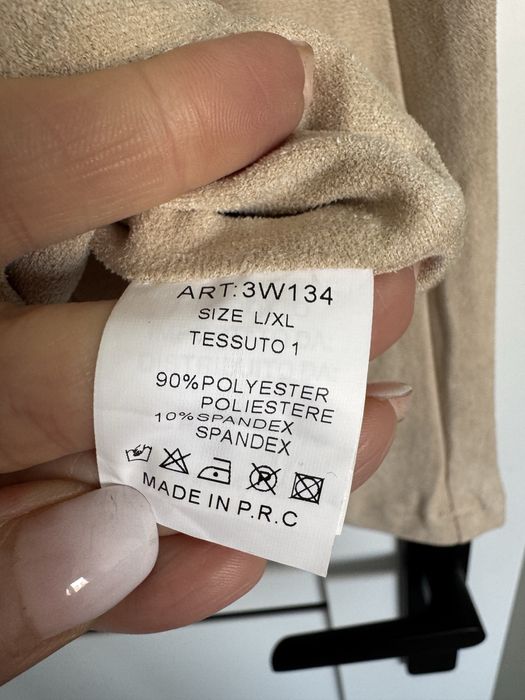 ART: 3W134
SIZE L/XL
TESSUTO 1
90%POLYESTER
POLIESTERE
10%SPANDEX
SPANDEX
MADE IN P.R.C